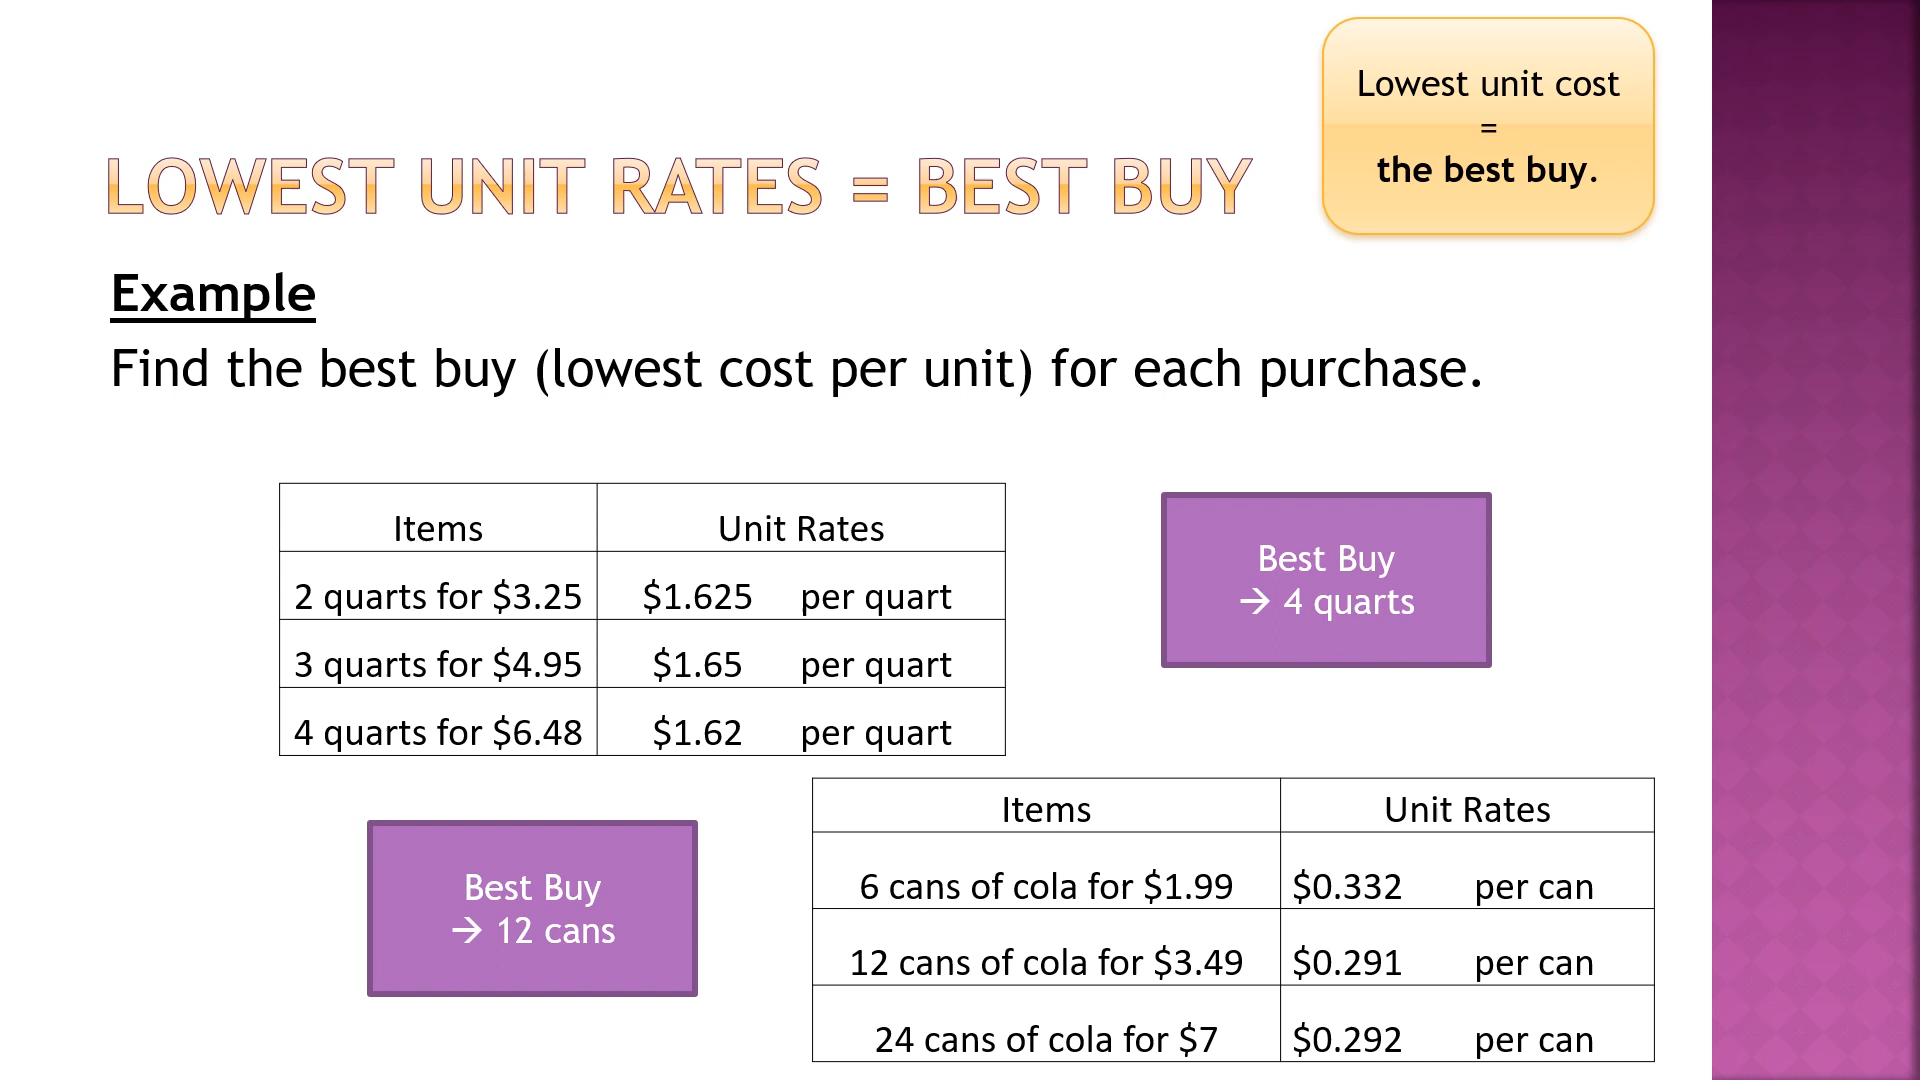 Lowest unit cost
=
the best buy.
LOWEST UNIT RATES = BEST BUY
Example
Find the best buy (lowest cost per unit) for each purchase.
Items Unit Rates
2 quarts for $3.25 $1.625 per quart
3 quarts for $4.95 $1.65 per quart
4 quarts for $6.48 $1.62 per quart
Best Buy
→ 4 quarts
Best Buy
→ 12 cans
Items Unit Rates
6 cans of cola for $1.99 $0.332 per can
12 cans of cola for $3.49 $0.291 per can
24 cans of cola for $7 $0.292 per can